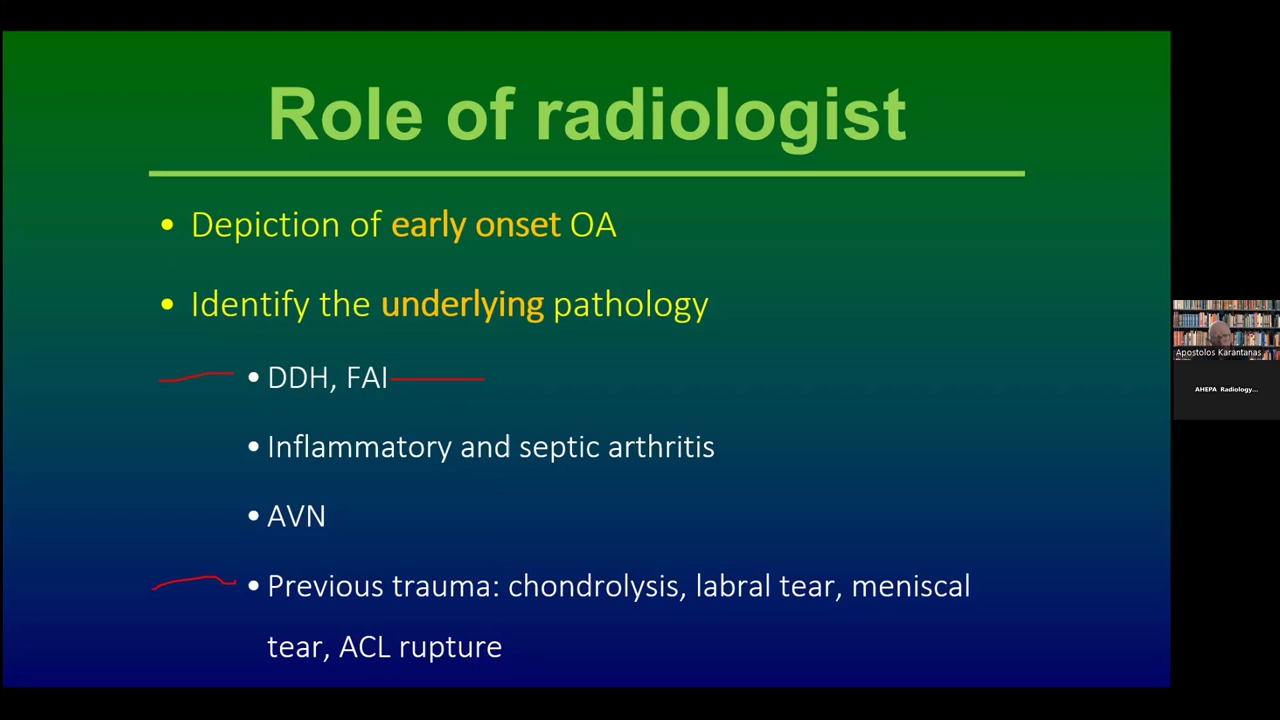 Role of radiologist
• Depiction of early onset OA
• Identify the underlying pathology
• DDH, FAI
• Inflammatory and septic arthritis
• AVN
• Previous trauma: chondrolysis, labral tear, meniscal
tear, ACL rupture
Apostolos Karantanas
AHEPA Radiology...